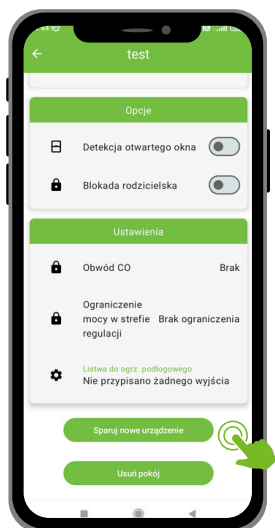 test
Opcje
Detekcja otwartego okna
Blokada rodzicielska
Ustawienia
Obwód CO Brak
Ograniczenie
mocy w strefie Brak ograniczenia
regulacji
Listwa do ogrz. podłogowego
Nie przypisano żadnego wyjścia
Sparuj nowe urządzenie
Usuń pokój